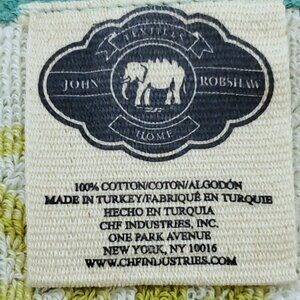 TEXTILES
JOHN ROBSHAW
HOME
100% COTTON/COTON/ALGODÓN
MADE IN TURKEY/FABRIQUÉ EN TURQUIE
HECHO EN TURQUIA
CHF INDUSTRIES, INC.
ONE PARK AVENUE
NEW YORK, NY 10016
WWW.CHFINDUSTRIES.COM